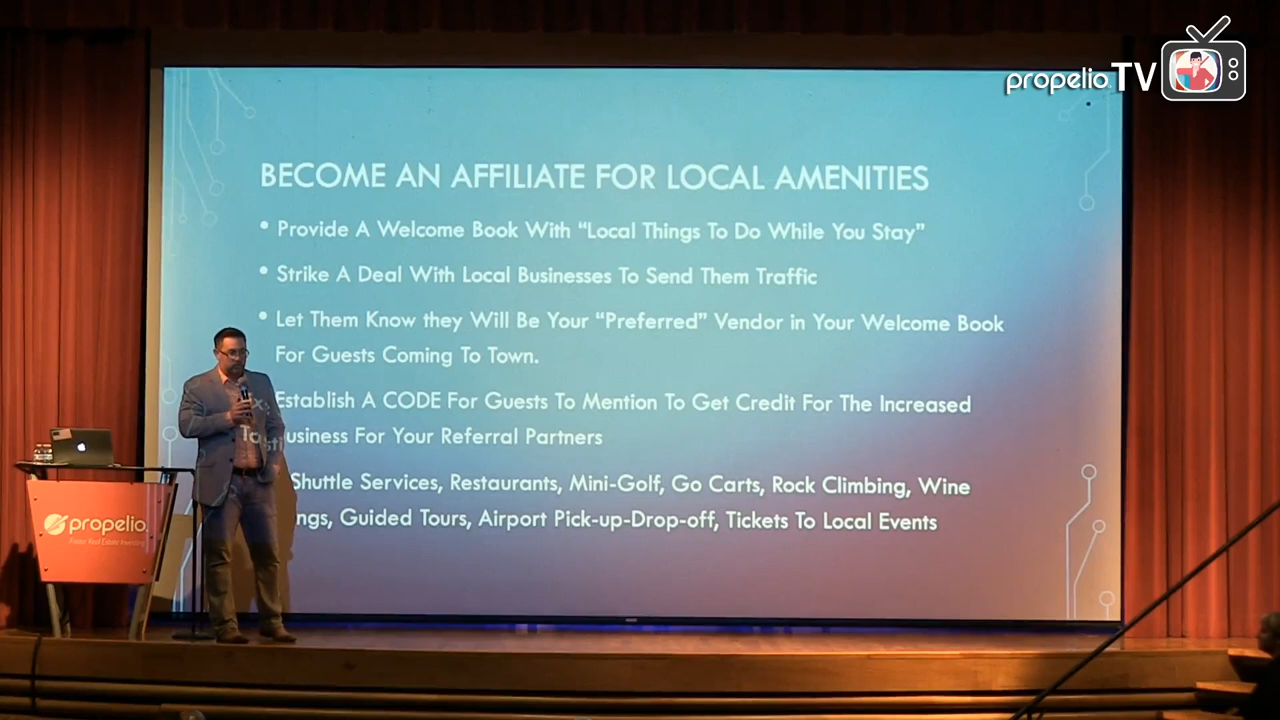 propelio TV
BECOME AN AFFILIATE FOR LOCAL AMENITIES
• Provide A Welcome Book With “Local Things To Do While You Stay”
• Strike A Deal With Local Businesses To Send Them Traffic
• Let Them Know they Will Be Your “Preferred” Vendor in Your Welcome Book
For Guests Coming To Town.
Establish A CODE For Guests To Mention To Get Credit For The Increased
usiness For Your Referral Partners
Shuttle Services, Restaurants, Mini-Golf, Go Carts, Rock Climbing, Wine
ngs, Guided Tours, Airport Pick-up-Drop-off, Tickets To Local Events
propelio